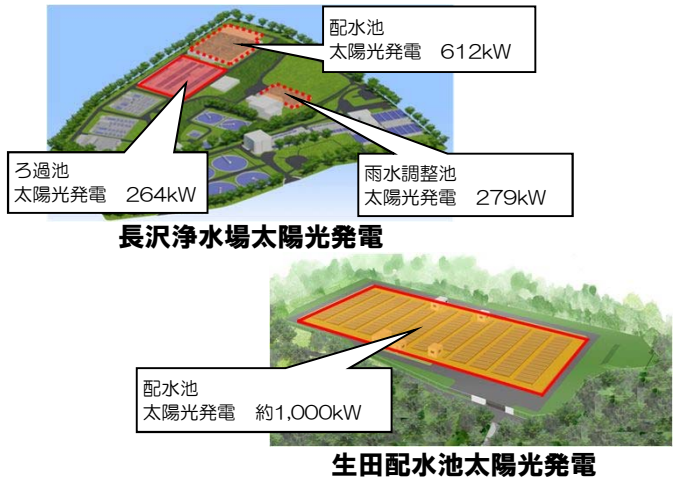 配水池
太陽光発電　612kW
ろ過池
太陽光発電　264kW
雨水調整池
太陽光発電　279kW
長沢浄水場太陽光発電
配水池
太陽光発電　約1,000kW
生田配水池太陽光発電